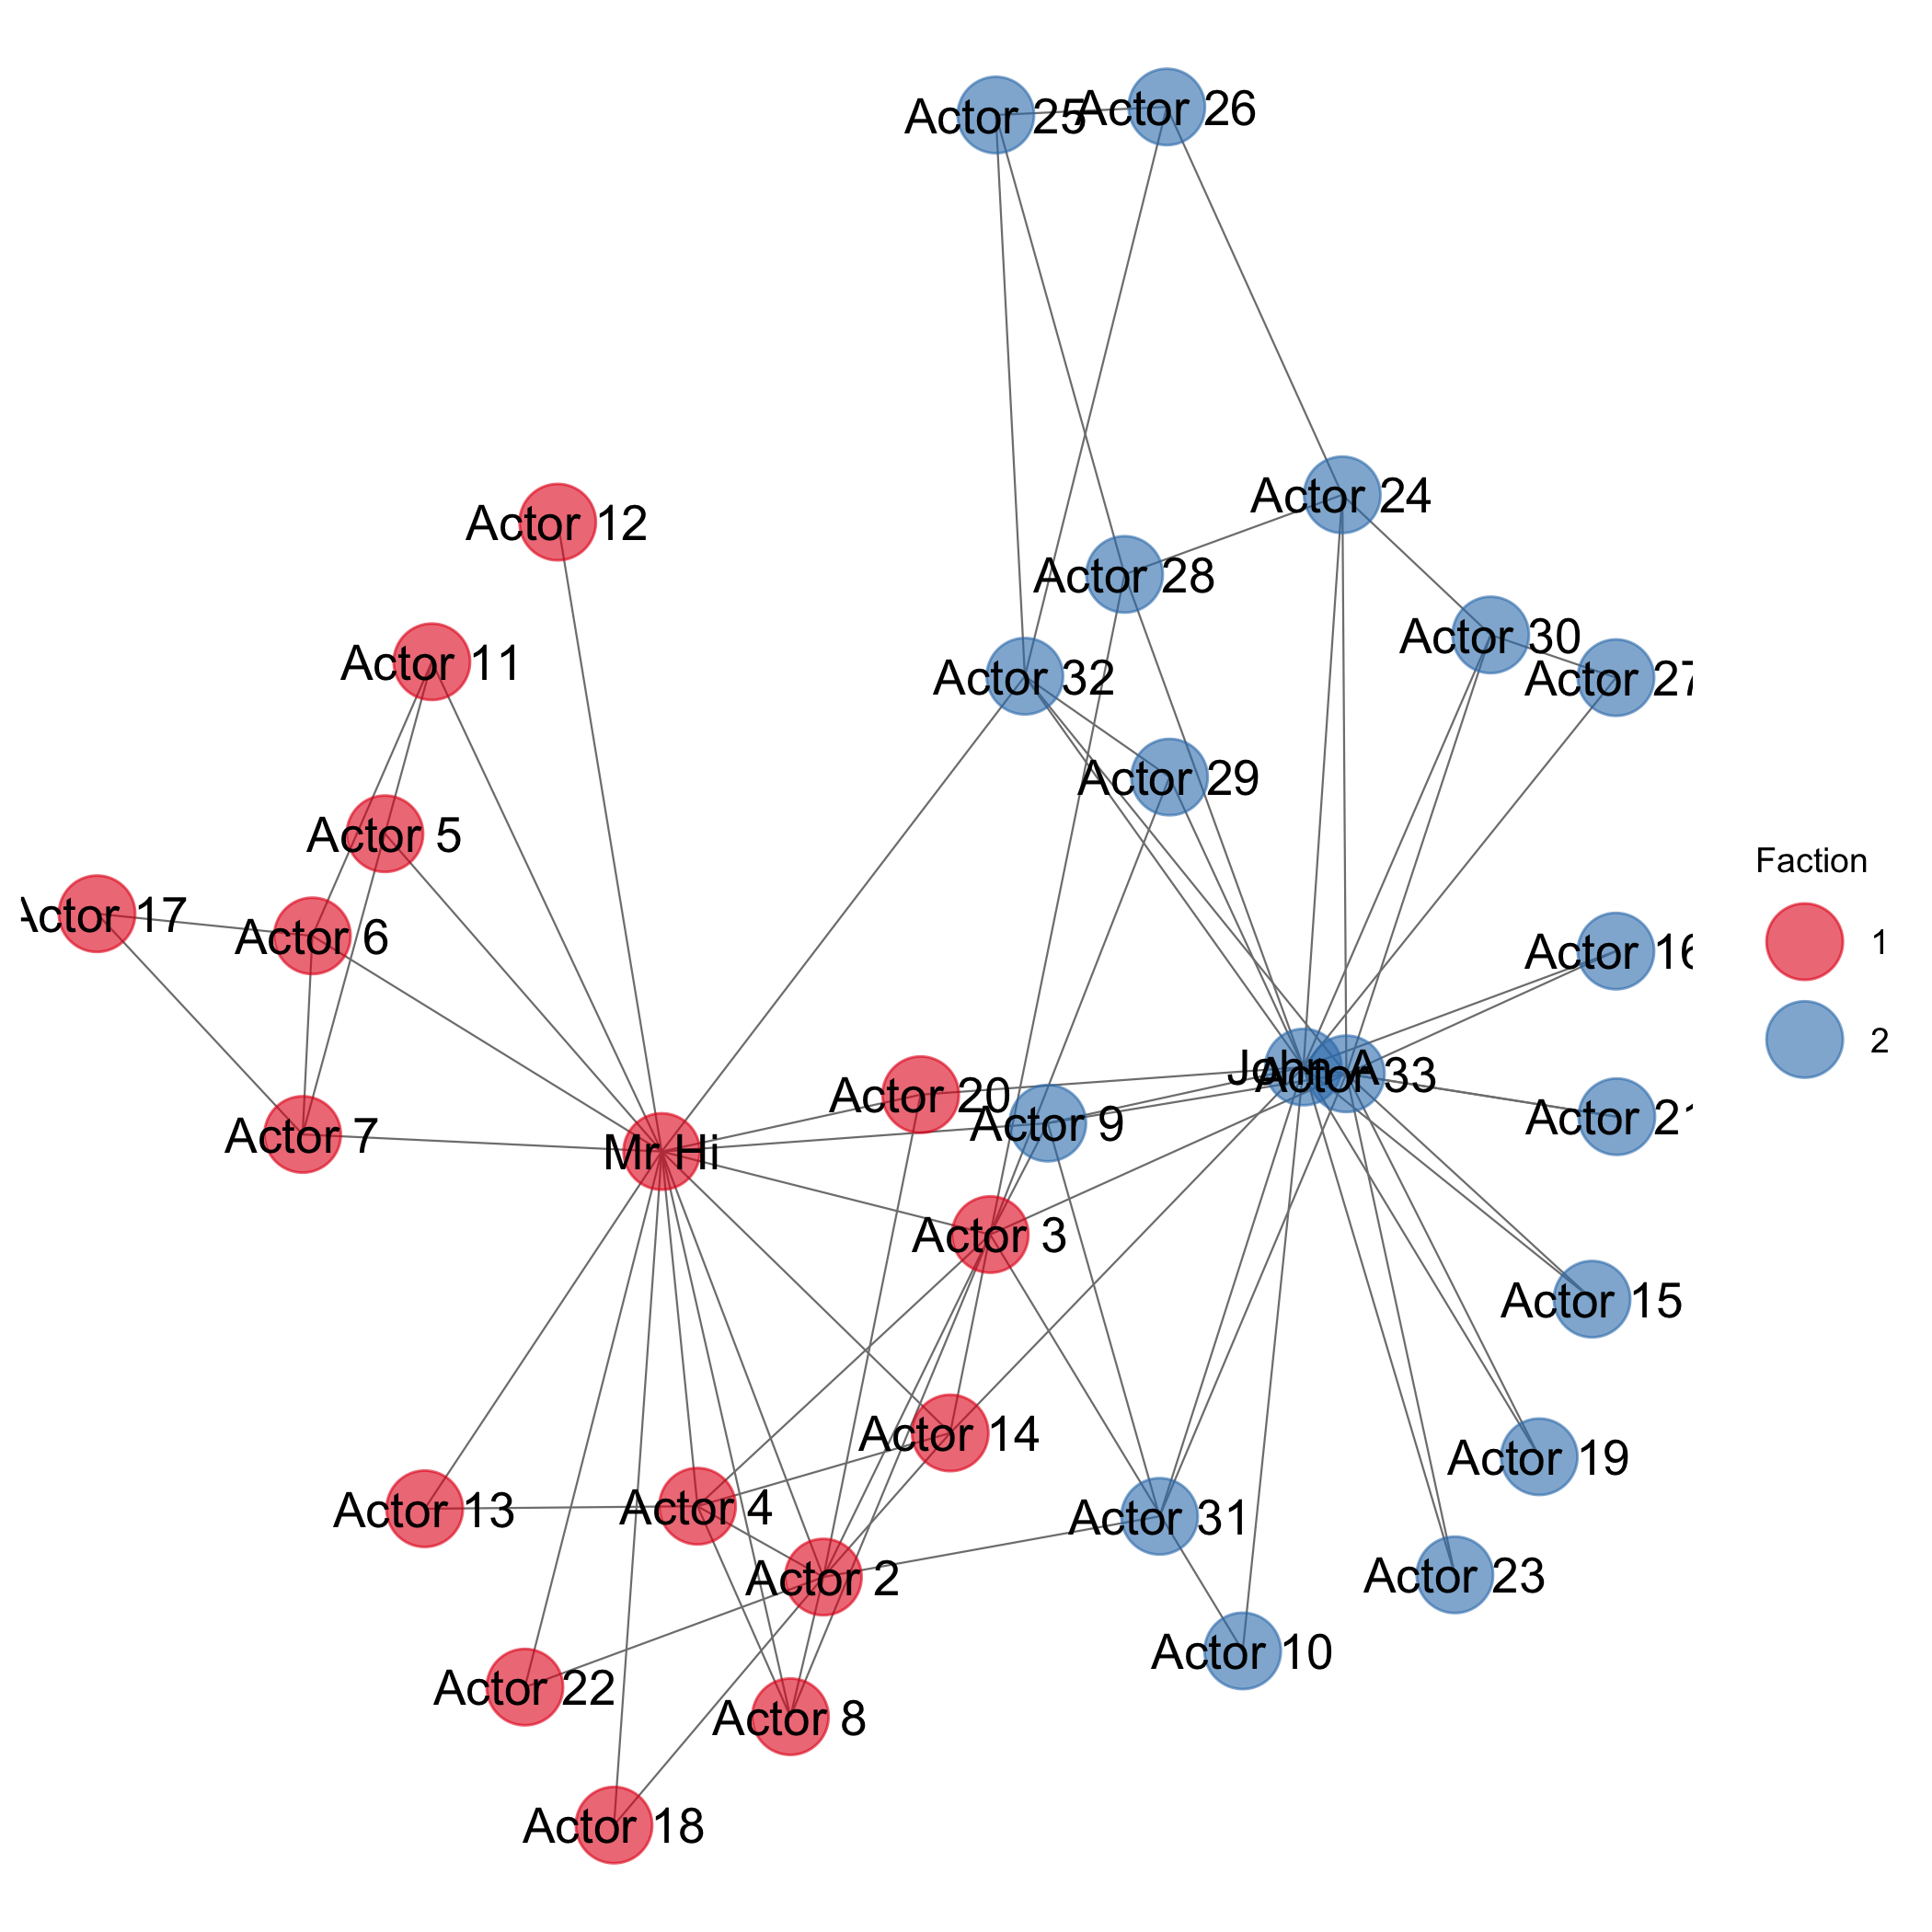 Actor 25
Actor 26
Actor 24
Actor 12
Actor 28
Actor 30
Actor 11
Actor 32
Actor 27
Actor 29
Actor 5
Faction
Actor 17
Actor 6
Actor 16
1
2
John A
Actor 33
Actor 20
Actor 9
Actor 21
Actor 7
Mr Hi
Actor 3
Actor 15
Actor 14
Actor 19
Actor 13
Actor 4
Actor 31
Actor 2
Actor 23
Actor 10
Actor 22
Actor 8
Actor 18